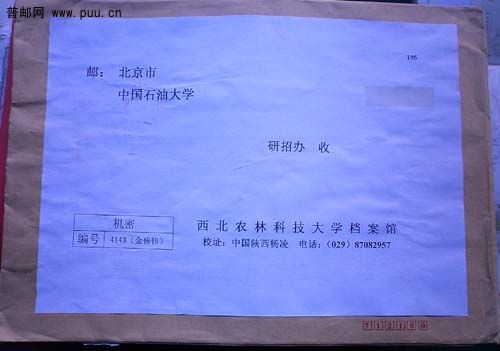 普邮网 www.puu.cn
195
邮： 北京市
中国石油大学
研招办 收
机密
编号 4143（金传伟）
西北农林科技大学档案馆
校址：中国陕西杨凌 电话：（029）87082957
712100